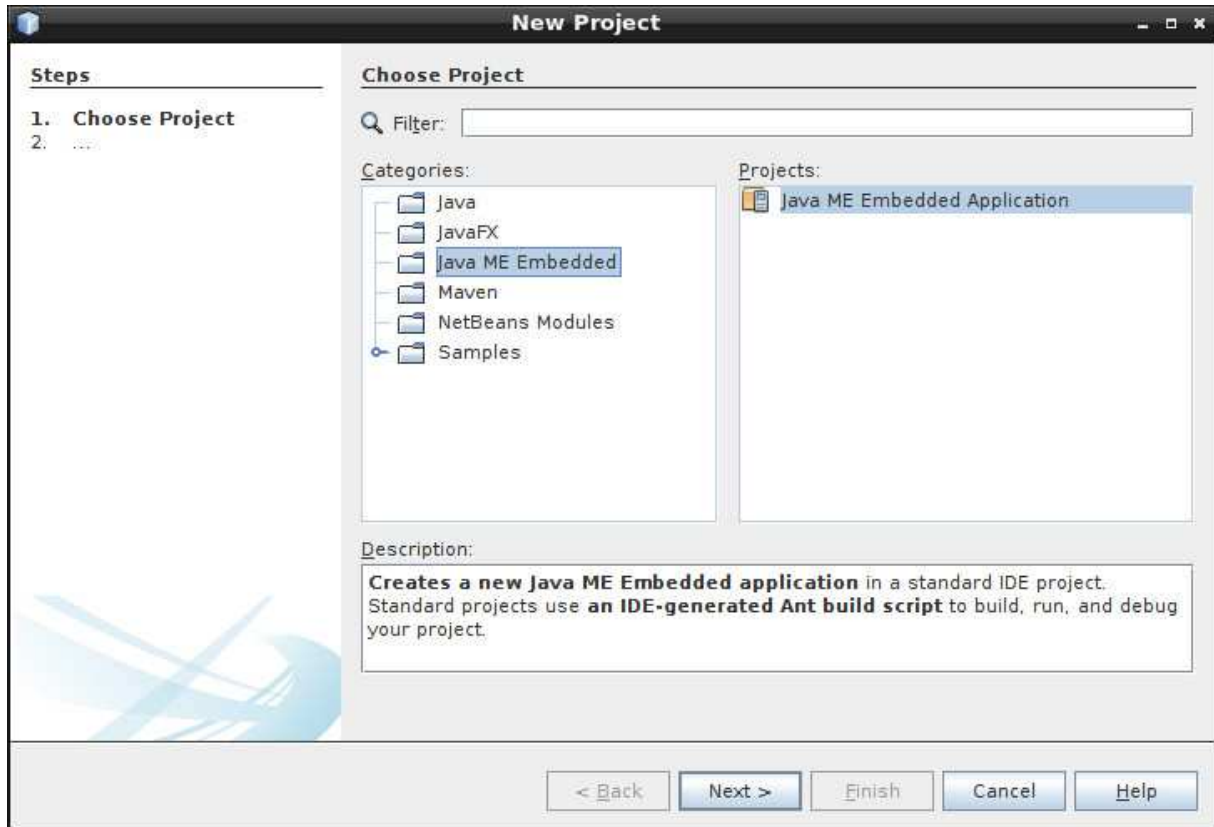 New Project
Steps
1. Choose Project
2. ...
Choose Project
Filter:
Categories:
Java
JavaFX
Java ME Embedded
Maven
NetBeans Modules
Samples
Projects:
Java ME Embedded Application
Description:
Creates a new Java ME Embedded application in a standard IDE project.
Standard projects use an IDE-generated Ant build script to build, run, and debug
your project.
< Back
Next >
Finish
Cancel
Help